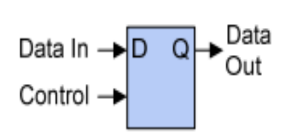 Data In
D
Q
Data
Out
Control